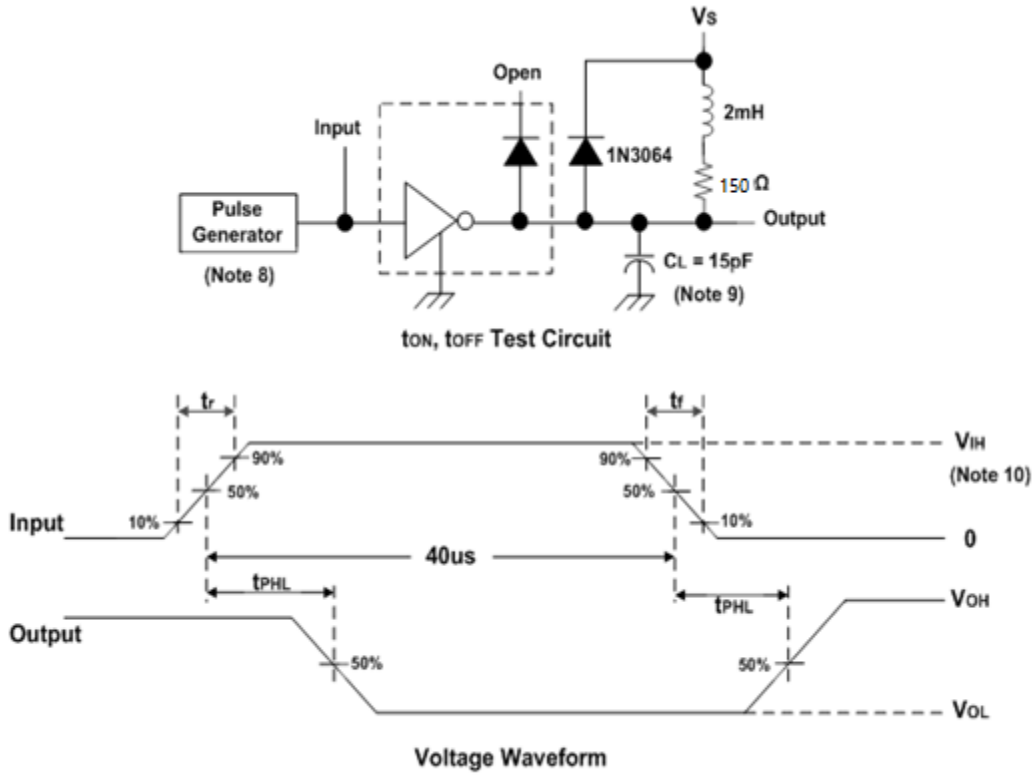 Vs
Open
2mH
Input
1N3064
150 Ω
Pulse
Generator
Output
(Note 8)
CL = 15pF
(Note 9)
tON, tOFF Test Circuit
tr
tf
90%
90%
VIH
(Note 10)
50%
50%
Input
10%
10%
0
40us
tPHL
tPHL
VOH
Output
50%
50%
VOL
Voltage Waveform